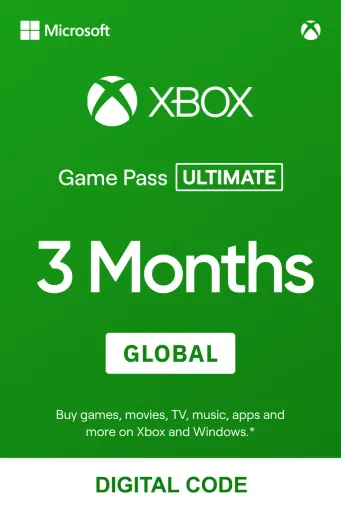 Microsoft
XBOX
Game Pass ULTIMATE
3 Months
GLOBAL
Buy games, movies, TV, music, apps and
more on Xbox and Windows.*
DIGITAL CODE